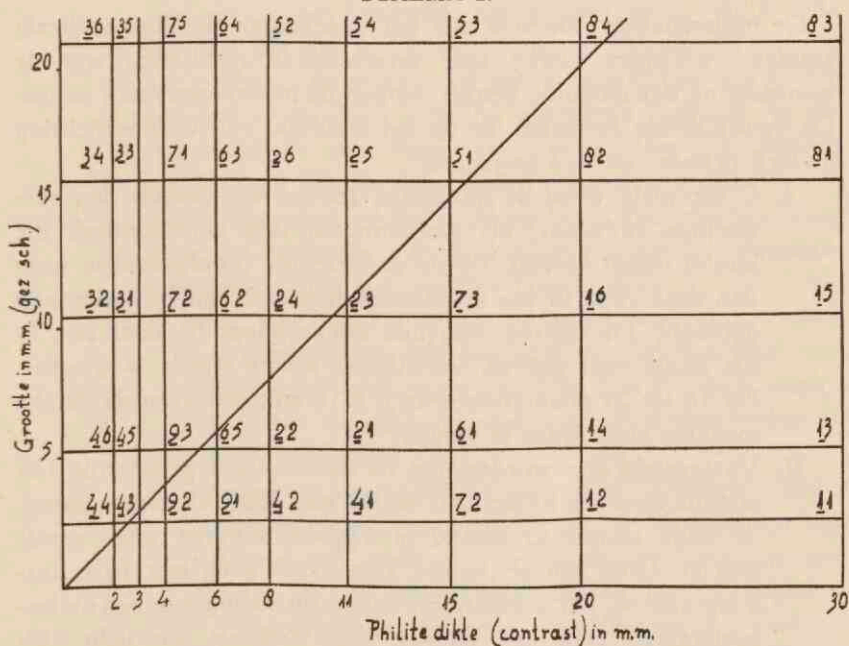 36 35 75 64 52 54 53 84 83
20
34 33 71 63 26 25 51 82 81
15
32 31 72 62 24 23 73 16 15
10
46 45 93 65 22 21 61 14 13
5
44 43 92 91 42 41 72 12 11
2 3 4 6 8 11 15 20 30
Grootte in m.m. (gez sch.)
Philite dikte (contrast) in m.m.